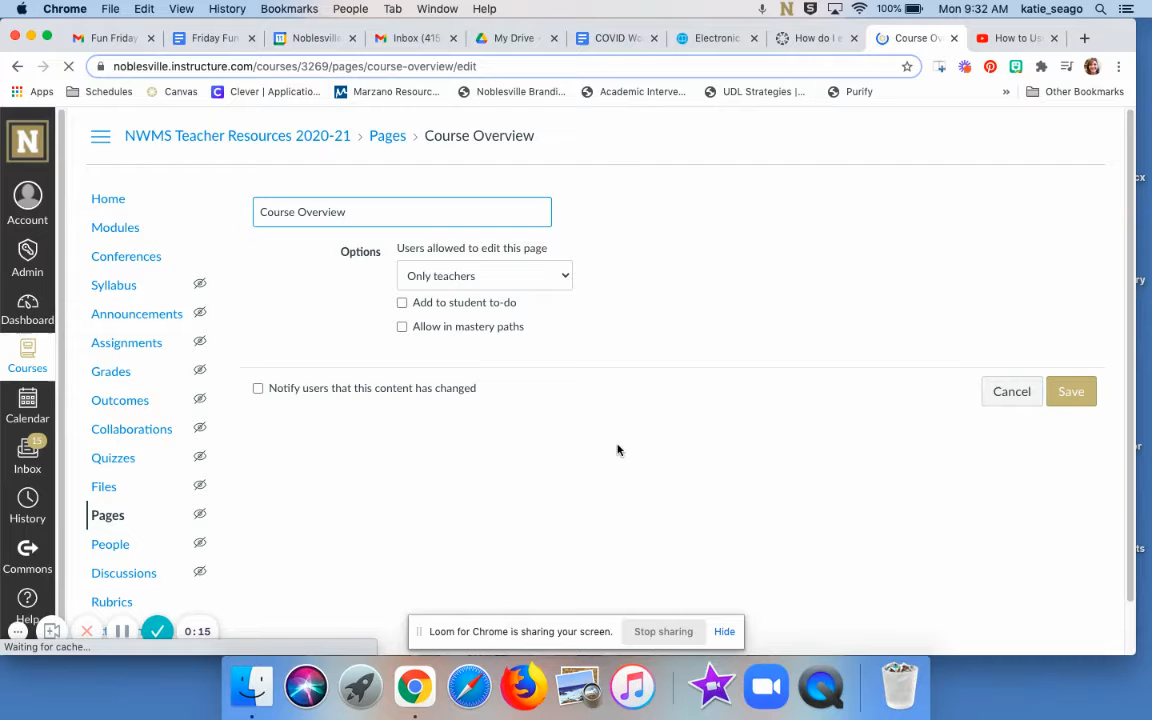 Chrome File Edit View History Bookmarks People Tab Window Help 100% Mon 9:32 AM katie_seago
Fun Friday Friday Fun Noblesvill Inbox (415 My Drive - COVID Wo Electronic How do I e Course Ov How to Us
noblesville.instructure.com/courses/3269/pages/course-overview/edit
Apps Schedules Canvas Clever | Applicatio... Marzano Resourc... Noblesville Brandi... Academic Interve... UDL Strategies |... Purify » Other Bookmarks
N
NWMS Teacher Resources 2020-21 > Pages > Course Overview
Account
Admin
Dashboard
Courses
Calendar
15
Inbox
History
Commons
Help
Home
Modules
Conferences
Syllabus
Announcements
Assignments
Grades
Outcomes
Collaborations
Quizzes
Files
Pages
People
Discussions
Rubrics
Course Overview
Options Users allowed to edit this page
Only teachers
Add to student to-do
Allow in mastery paths
Notify users that this content has changed
Cancel Save
0:15
Loom for Chrome is sharing your screen. Stop sharing Hide
Waiting for cache...